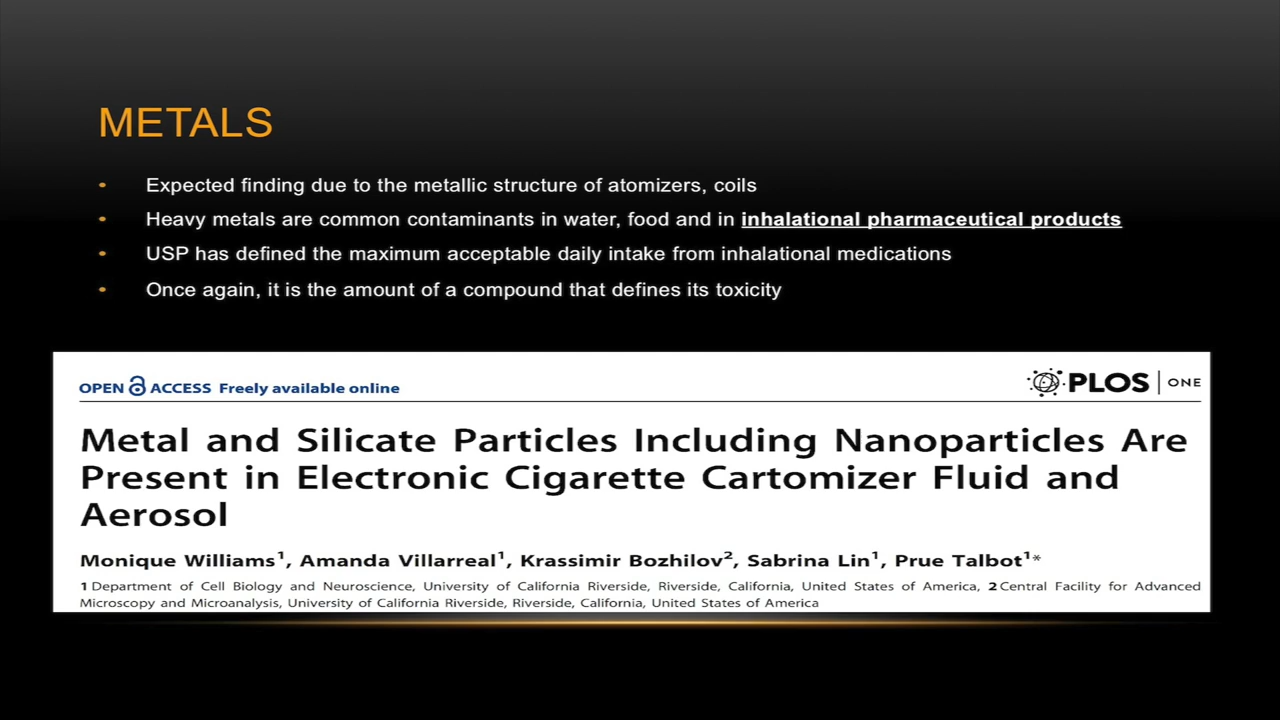 METALS
• Expected finding due to the metallic structure of atomizers, coils
• Heavy metals are common contaminants in water, food and in inhalational pharmaceutical products
• USP has defined the maximum acceptable daily intake from inhalational medications
• Once again, it is the amount of a compound that defines its toxicity
OPEN ACCESS Freely available online
PLOS | ONE
Metal and Silicate Particles Including Nanoparticles Are
Present in Electronic Cigarette Cartomizer Fluid and
Aerosol
Monique Williams1, Amanda Villarreal1, Krassimir Bozhilov2, Sabrina Lin1, Prue Talbot1*
1 Department of Cell Biology and Neuroscience, University of California Riverside, Riverside, California, United States of America, 2 Central Facility for Advanced
Microscopy and Microanalysis, University of California Riverside, Riverside, California, United States of America